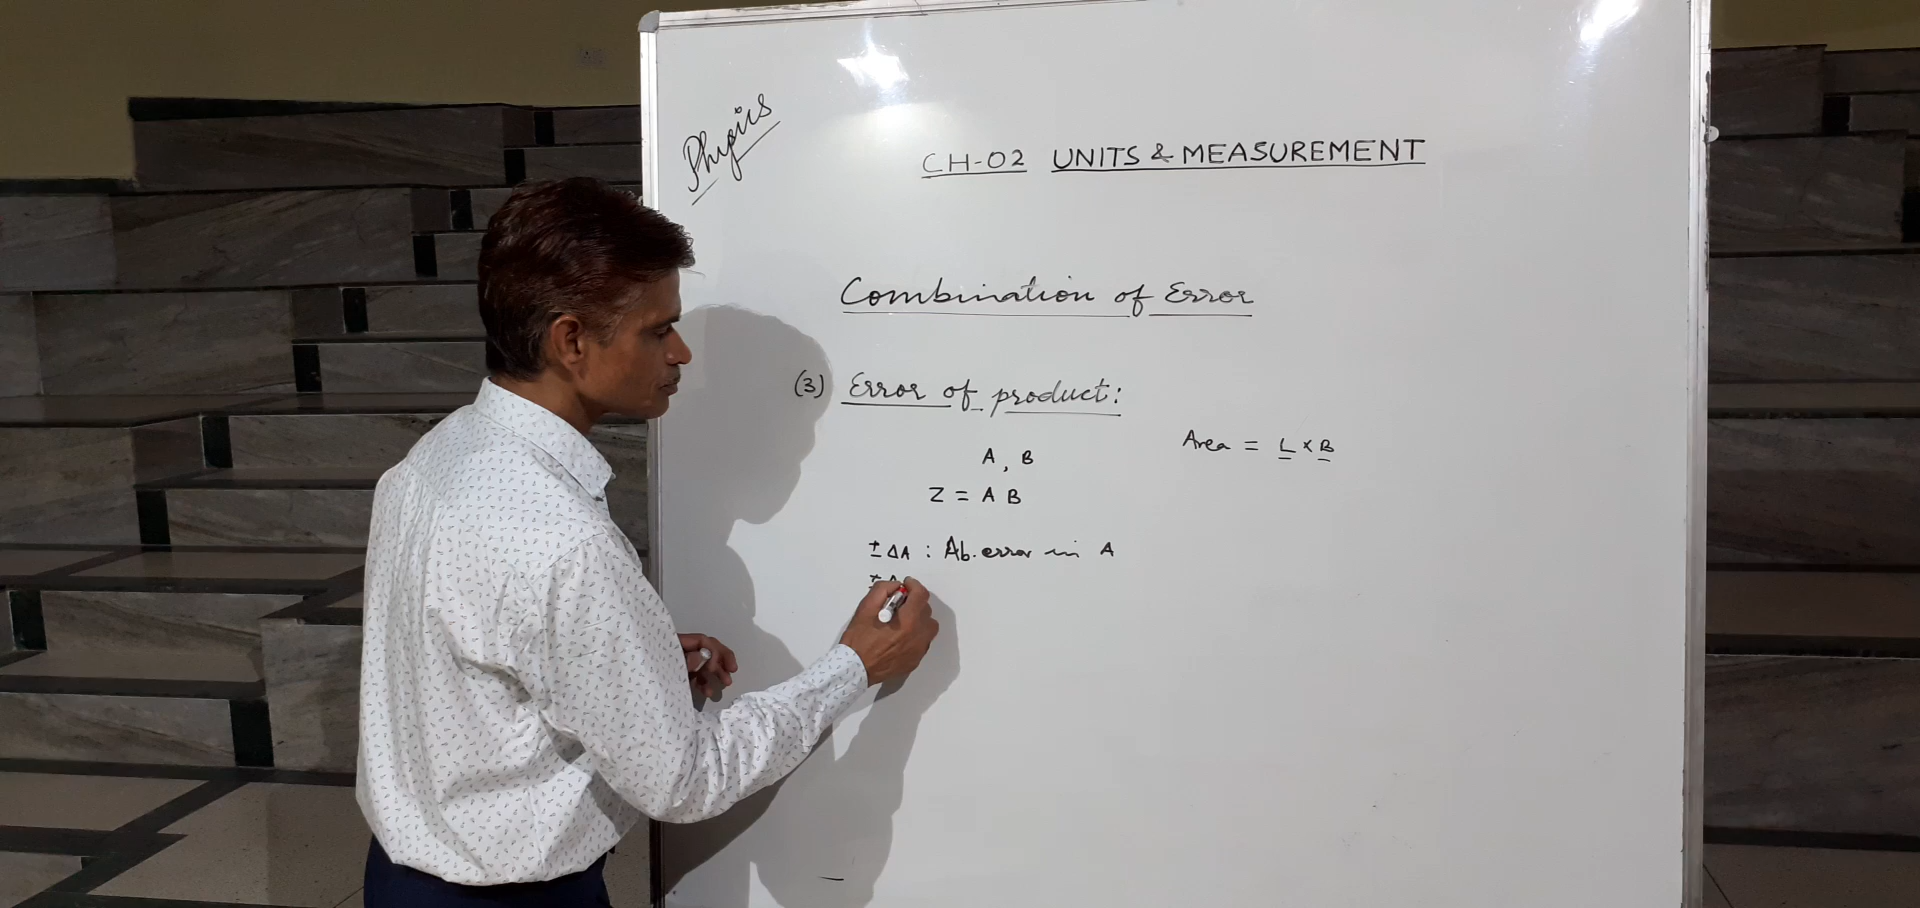 Physics
CH-02 UNITS & MEASUREMENT
Combination of Error
(3) Error of product:
A, B
Area = L × B
Z = A B
± ΔA : Ab. error in A
±